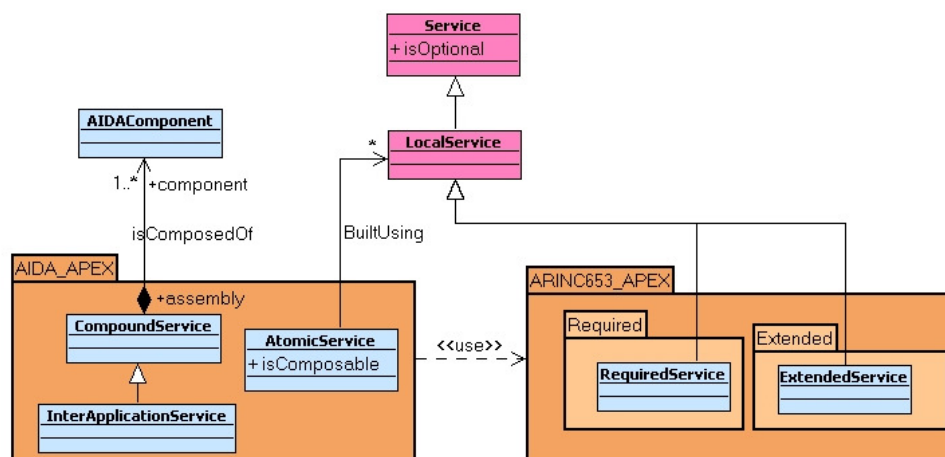 Service
+ isOptional
AIDAComponent
LocalService
*
1..* +component
isComposedOf
BuiltUsing
AIDA_APEX
+assembly
ARINC653_APEX
CompoundService
AtomicService
+ isComposable
<<use>>
Required
Extended
RequiredService
ExtendedService
InterApplicationService